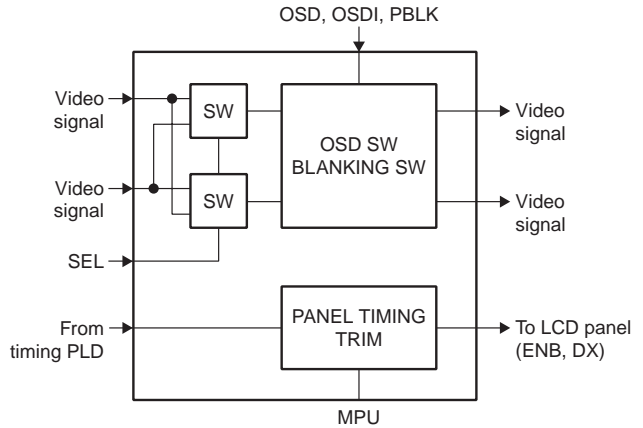 OSD, OSDI, PBLK
Video
signal
SW
OSD SW
BLANKING SW
Video
signal
Video
signal
SW
Video
signal
SEL
From
timing PLD
PANEL TIMING
TRIM
To LCD panel
(ENB, DX)
MPU